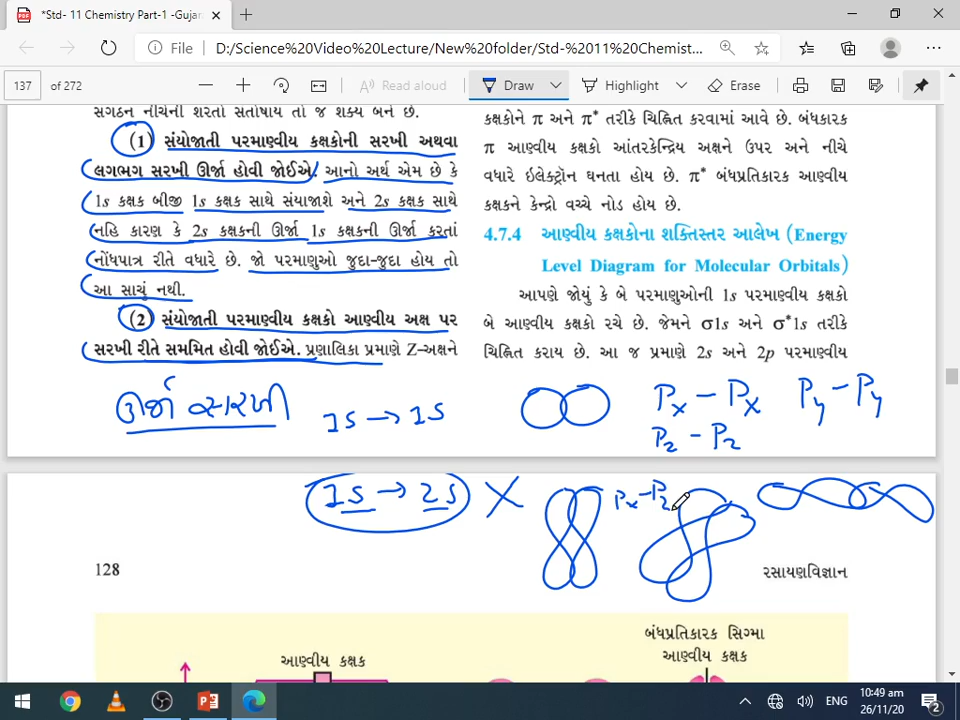 *Std- 11 Chemistry Part-1 -Gujar
File D:/Science%20Video%20Lecture/New%20folder/Std-%2011%20Chemist...
137 of 272 Read aloud Draw Highlight Erase
સંગઠન નીચેની શરતો સંતોષાય તો જ શક્ય બને છે.
(1) સંયોજાતી પરમાણ્વીય કક્ષકોની સરખી અથવા
લગભગ સરખી ઊર્જા હોવી જોઈએ. આનો અર્થ એમ છે કે
1s કક્ષક બીજી 1s કક્ષક સાથે સંયાજાશે અને 2s કક્ષક સાથે
નહિ કારણ કે 2s કક્ષકની ઊર્જા 1s કક્ષકની ઊર્જા કરતાં
નોંધપાત્ર રીતે વધારે છે. જો પરમાણુઓ જુદા-જુદા હોય તો
આ સાચું નથી.
(2) સંયોજાતી પરમાણ્વીય કક્ષકો આણ્વીય અક્ષ પર
સરખી રીતે સમમિત હોવી જોઈએ. પ્રણાલિકા પ્રમાણે Z-અક્ષને
ઊર્જા સરખી 1s → 1s
કક્ષકોને π અને π* તરીકે ચિહ્નિત કરવામાં આવે છે. બંધકારક
π આણ્વીય કક્ષકો આંતરકેન્દ્રિય અક્ષને ઉપર અને નીચે
વધારે ઇલેક્ટ્રૉન ઘનતા હોય છે. π* બંધપ્રતિકારક આણ્વીય
કક્ષકને કેન્દ્રો વચ્ચે નોડ હોય છે.
4.7.4 આણ્વીય કક્ષકોના શક્તિસ્તર આલેખ (Energy
Level Diagram for Molecular Orbitals)
આપણે જોયું કે બે પરમાણુઓની 1s પરમાણ્વીય કક્ષકો
બે આણ્વીય કક્ષકો રચે છે. જેમને σ1s અને σ*1s તરીકે
ચિહ્નિત કરાય છે. આ જ પ્રમાણે 2s અને 2p પરમાણ્વીય
Px - Px Py - Py
Pz - Pz
1s → 2s X Px - Pz
128 રસાયણવિજ્ઞાન
આણ્વીય કક્ષક
બંધપ્રતિકારક સિગ્મા
આણ્વીય કક્ષક
ENG 10:49 am
26/11/20 2